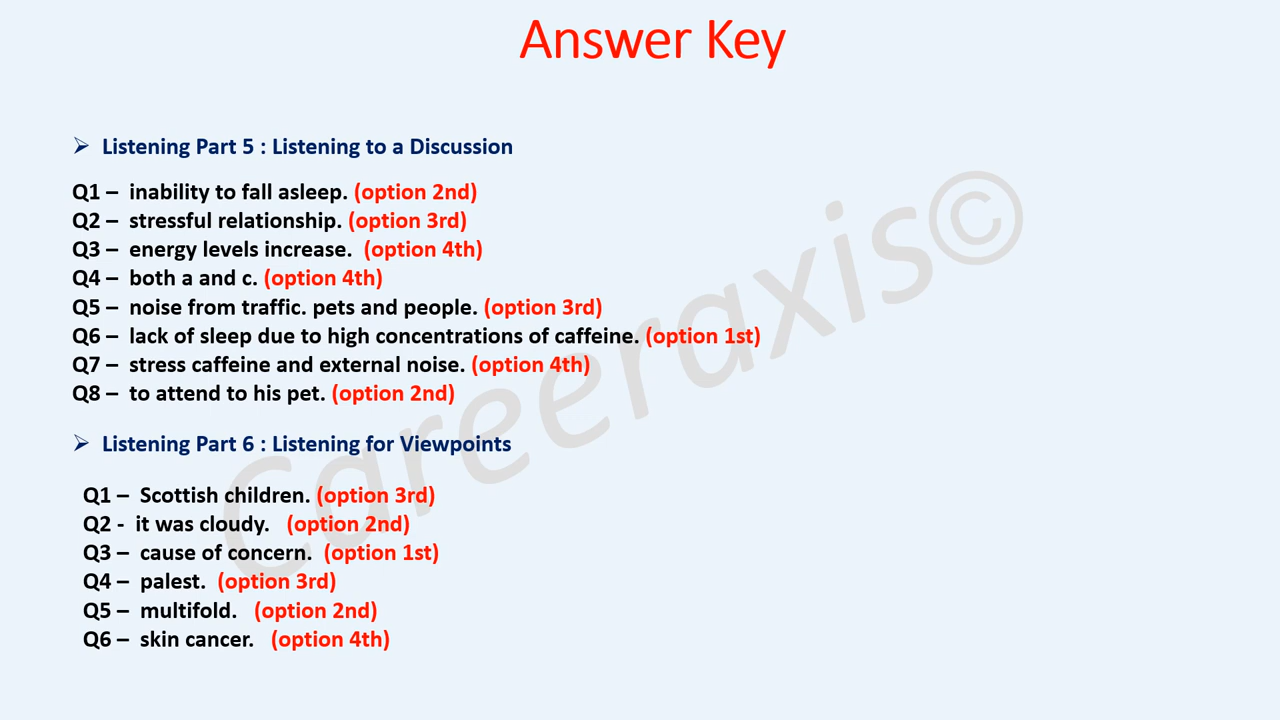 Answer Key
➢ Listening Part 5 : Listening to a Discussion
Q1 – inability to fall asleep. (option 2nd)
Q2 – stressful relationship. (option 3rd)
Q3 – energy levels increase. (option 4th)
Q4 – both a and c. (option 4th)
Q5 – noise from traffic. pets and people. (option 3rd)
Q6 – lack of sleep due to high concentrations of caffeine. (option 1st)
Q7 – stress caffeine and external noise. (option 4th)
Q8 – to attend to his pet. (option 2nd)
➢ Listening Part 6 : Listening for Viewpoints
Q1 – Scottish children. (option 3rd)
Q2 - it was cloudy. (option 2nd)
Q3 – cause of concern. (option 1st)
Q4 – palest. (option 3rd)
Q5 – multifold. (option 2nd)
Q6 – skin cancer. (option 4th)
Careeraxis©